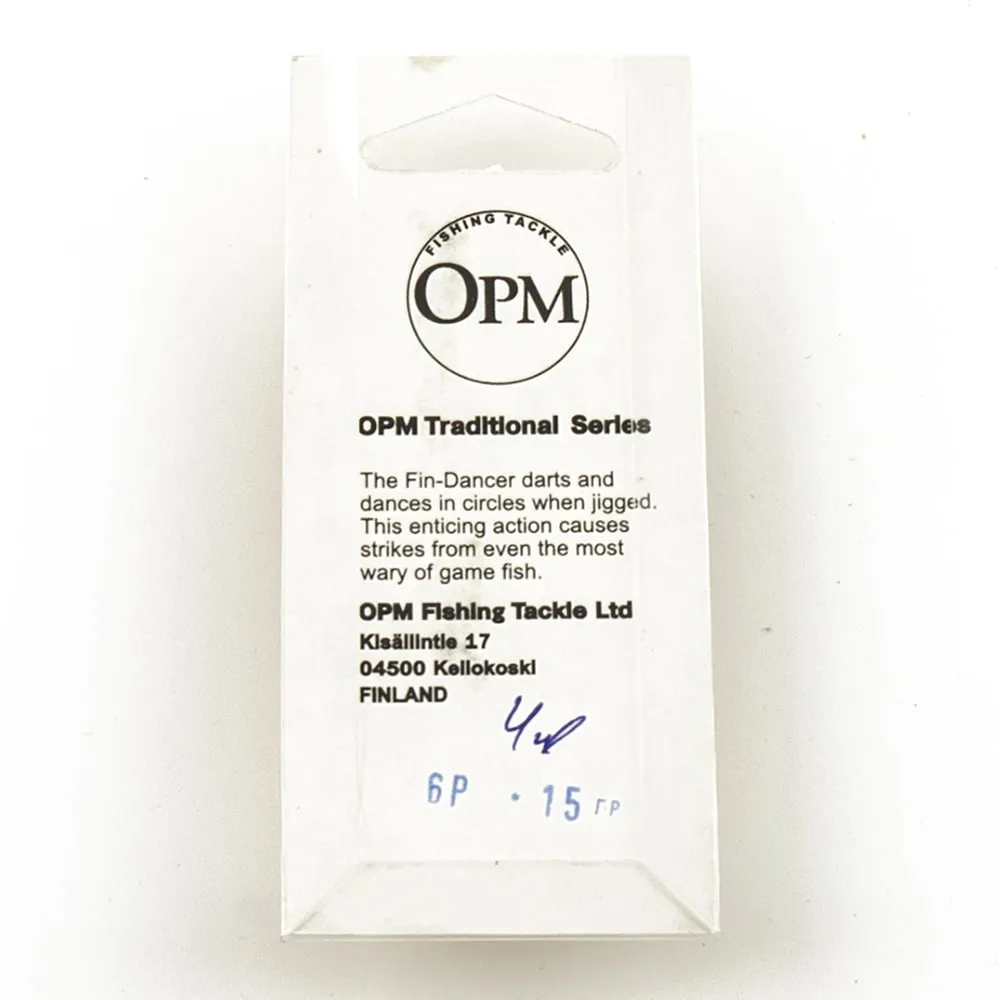 FISHING TACKLE
OPM
OPM Traditional Series
The Fin-Dancer darts and
dances in circles when jigged.
This enticing action causes
strikes from even the most
wary of game fish.
OPM Fishing Tackle Ltd
Kisällintie 17
04500 Kellokoski
FINLAND
6Р · 15 ГР